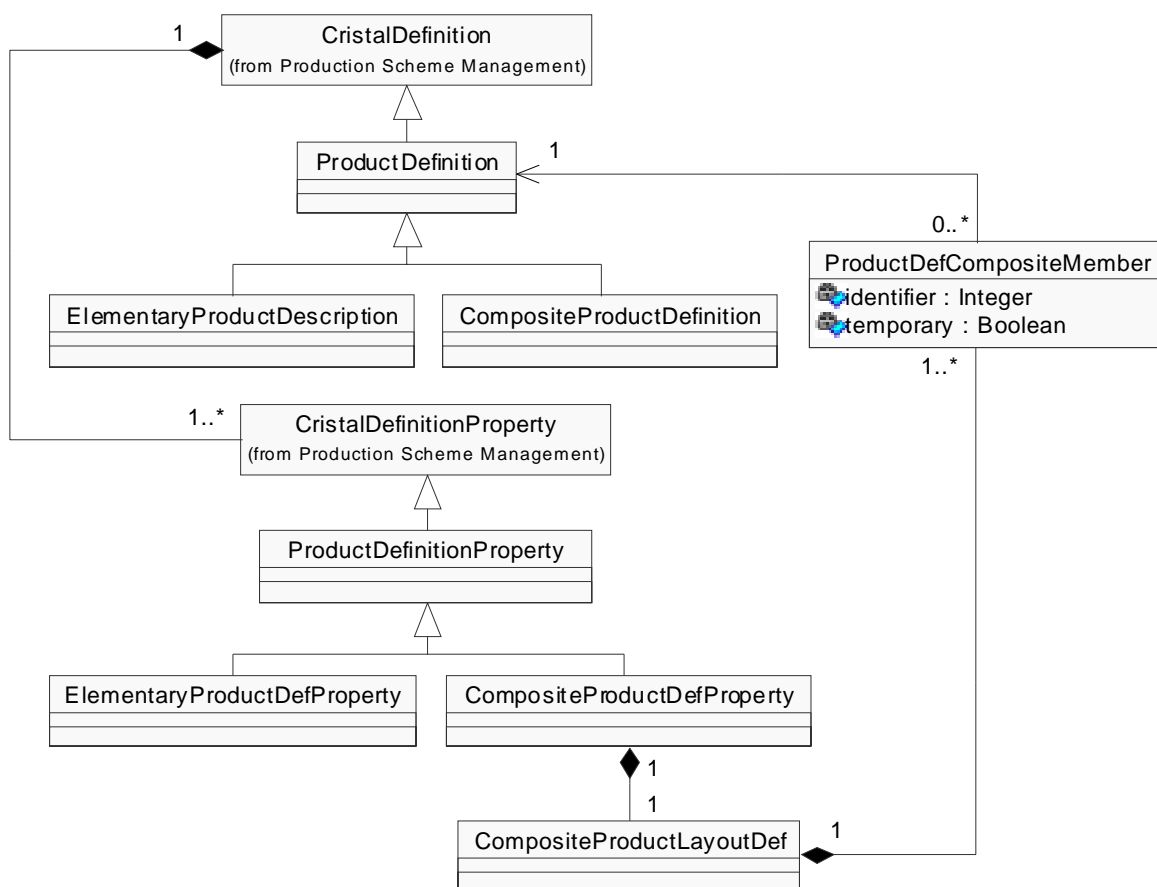 1
CristalDefinition
(from Production Scheme Management)
ProductDefinition
1
0..*
ProductDefCompositeMember
identifier : Integer
temporary : Boolean
1..*
ElementaryProductDescription
CompositeProductDefinition
1..*
CristalDefinitionProperty
(from Production Scheme Management)
ProductDefinitionProperty
ElementaryProductDefProperty
CompositeProductDefProperty
1
1
CompositeProductLayoutDef
1